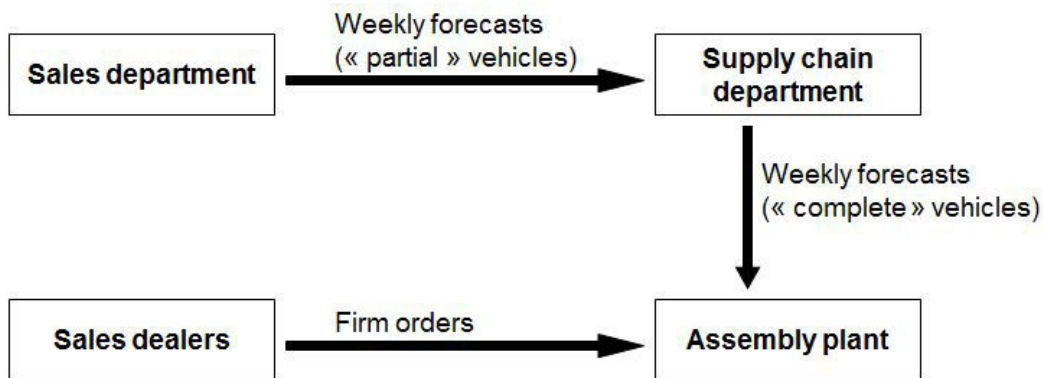 Weekly forecasts
(« partial » vehicles)
Sales department
Supply chain
department
Weekly forecasts
(« complete » vehicles)
Sales dealers
Firm orders
Assembly plant